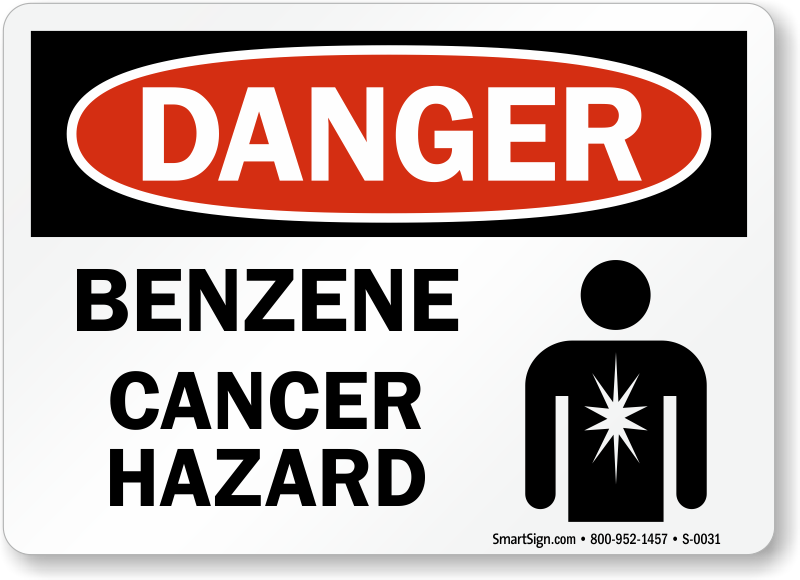 DANGER
BENZENE
CANCER
HAZARD
SmartSign.com • 800-952-1457 • S-0031